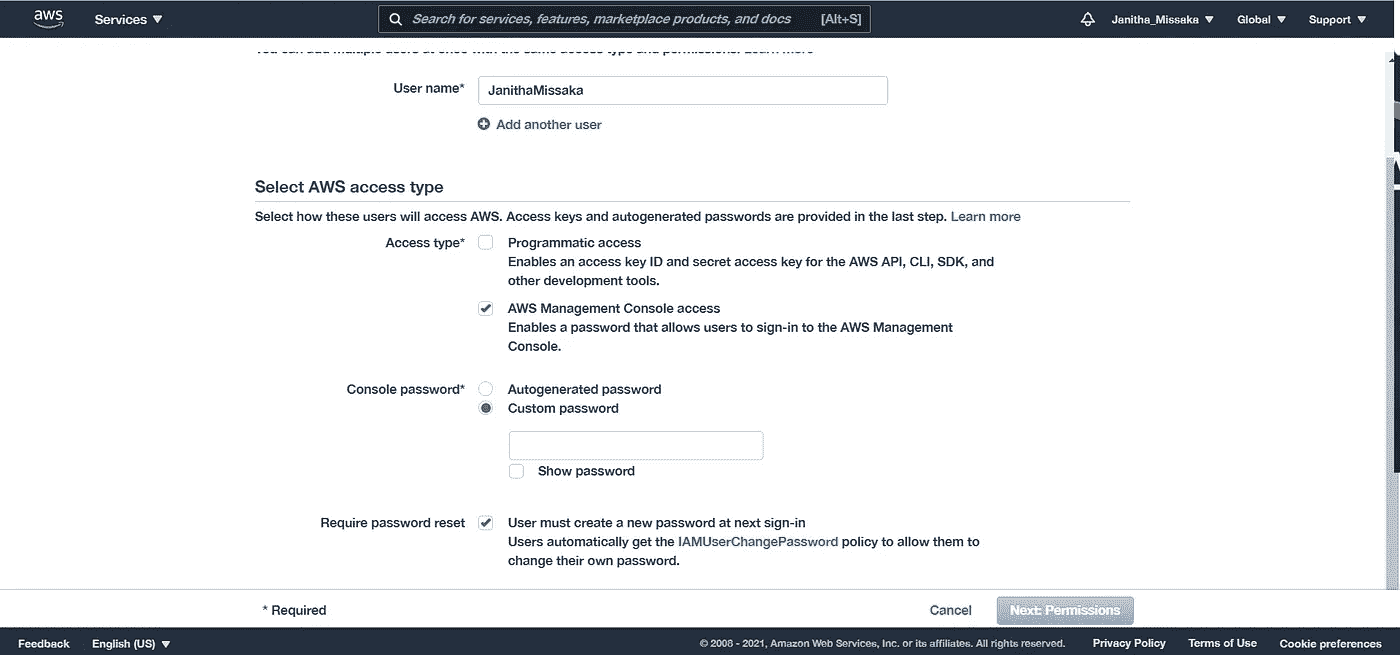 aws
Services
Search for services, features, marketplace products, and docs [Alt+S]
Janitha_Missaka
Global
Support
You can add multiple users at once with the same access type and permissions. Learn more
User name*
JanithaMissaka
Add another user
Select AWS access type
Select how these users will access AWS. Access keys and autogenerated passwords are provided in the last step. Learn more
Access type*
Programmatic access
Enables an access key ID and secret access key for the AWS API, CLI, SDK, and
other development tools.
AWS Management Console access
Enables a password that allows users to sign-in to the AWS Management
Console.
Console password*
Autogenerated password
Custom password
Show password
Require password reset
User must create a new password at next sign-in
Users automatically get the IAMUserChangePassword policy to allow them to
change their own password.
* Required
Cancel
Next: Permissions
Feedback
English (US)
© 2008 - 2021, Amazon Web Services, Inc. or its affiliates. All rights reserved.
Privacy Policy
Terms of Use
Cookie preferences